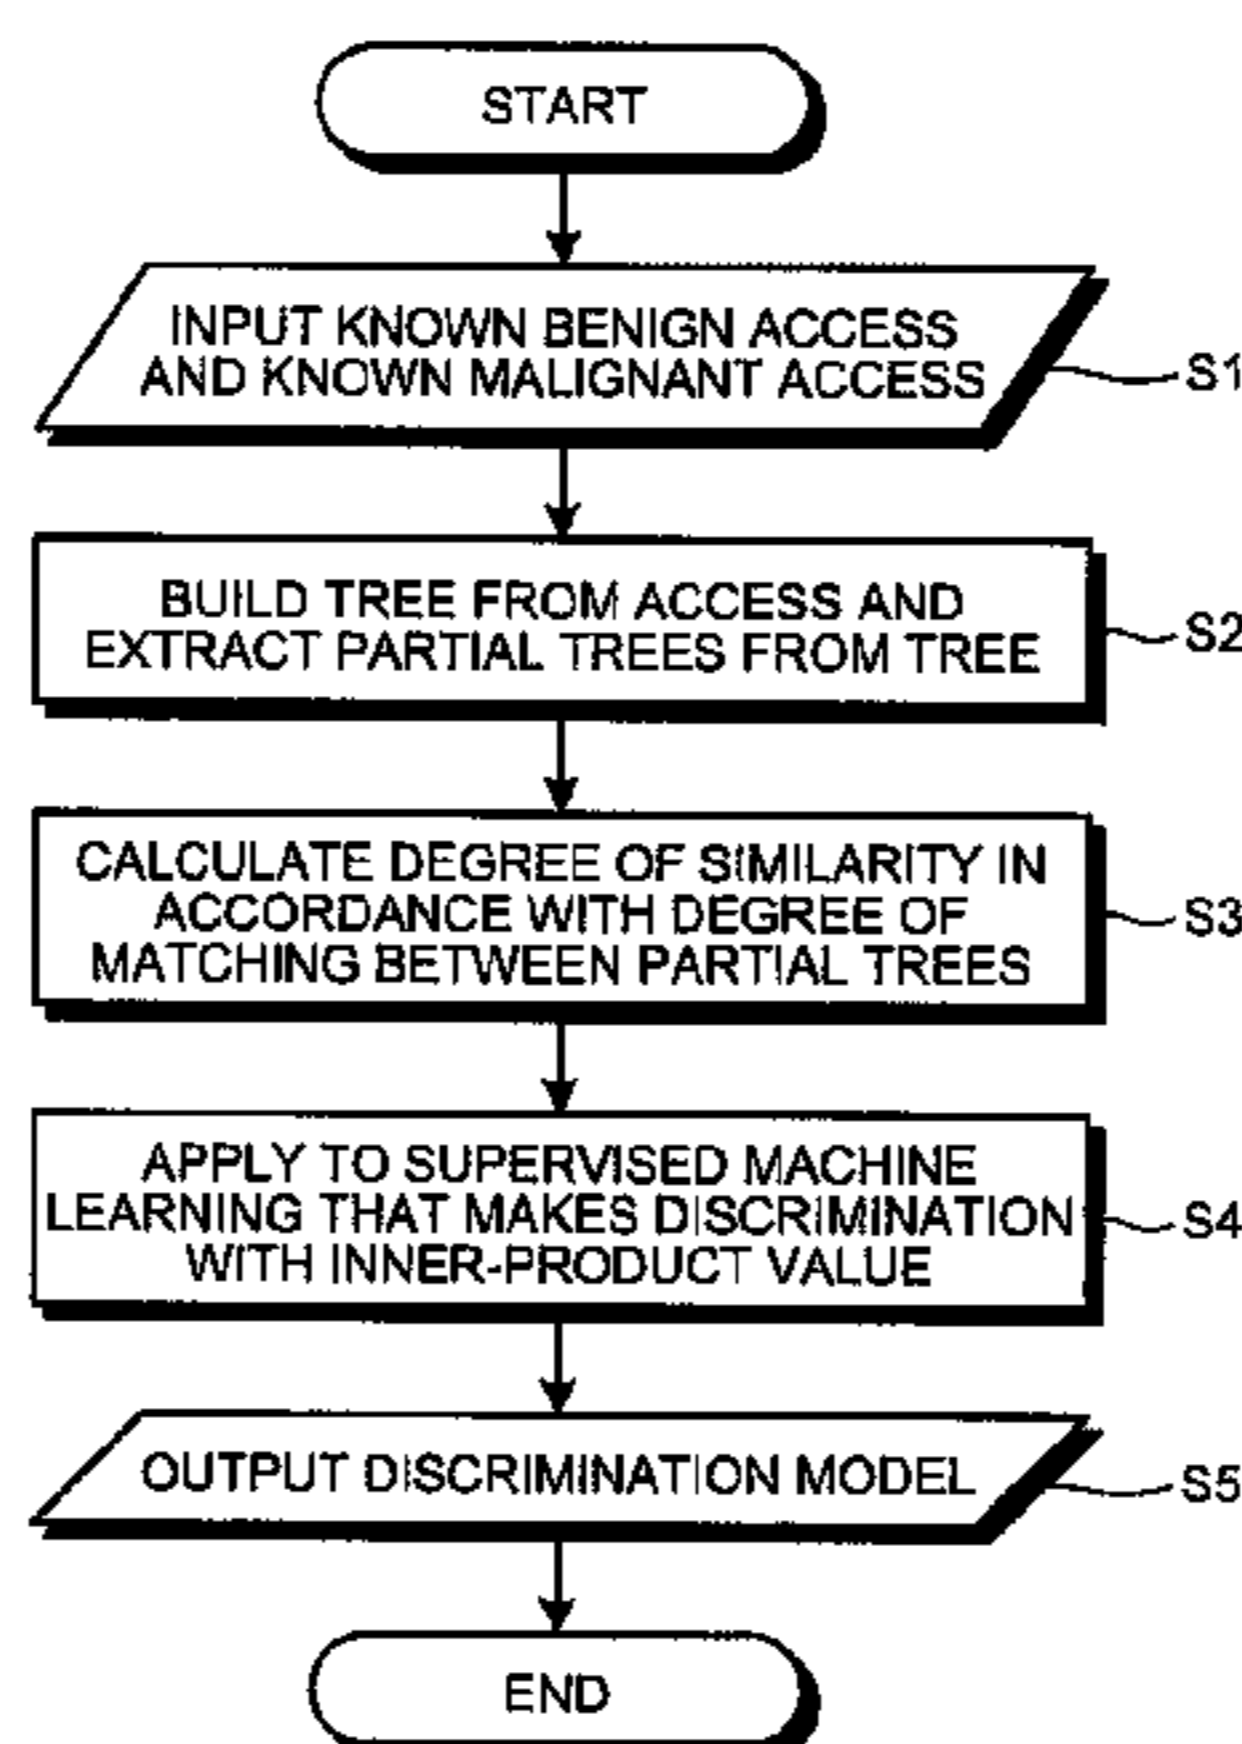 START
INPUT KNOWN BENIGN ACCESS
AND KNOWN MALIGNANT ACCESS
S1
BUILD TREE FROM ACCESS AND
EXTRACT PARTIAL TREES FROM TREE
S2
CALCULATE DEGREE OF SIMILARITY IN
ACCORDANCE WITH DEGREE OF
MATCHING BETWEEN PARTIAL TREES
S3
APPLY TO SUPERVISED MACHINE
LEARNING THAT MAKES DISCRIMINATION
WITH INNER-PRODUCT VALUE
S4
OUTPUT DISCRIMINATION MODEL
S5
END